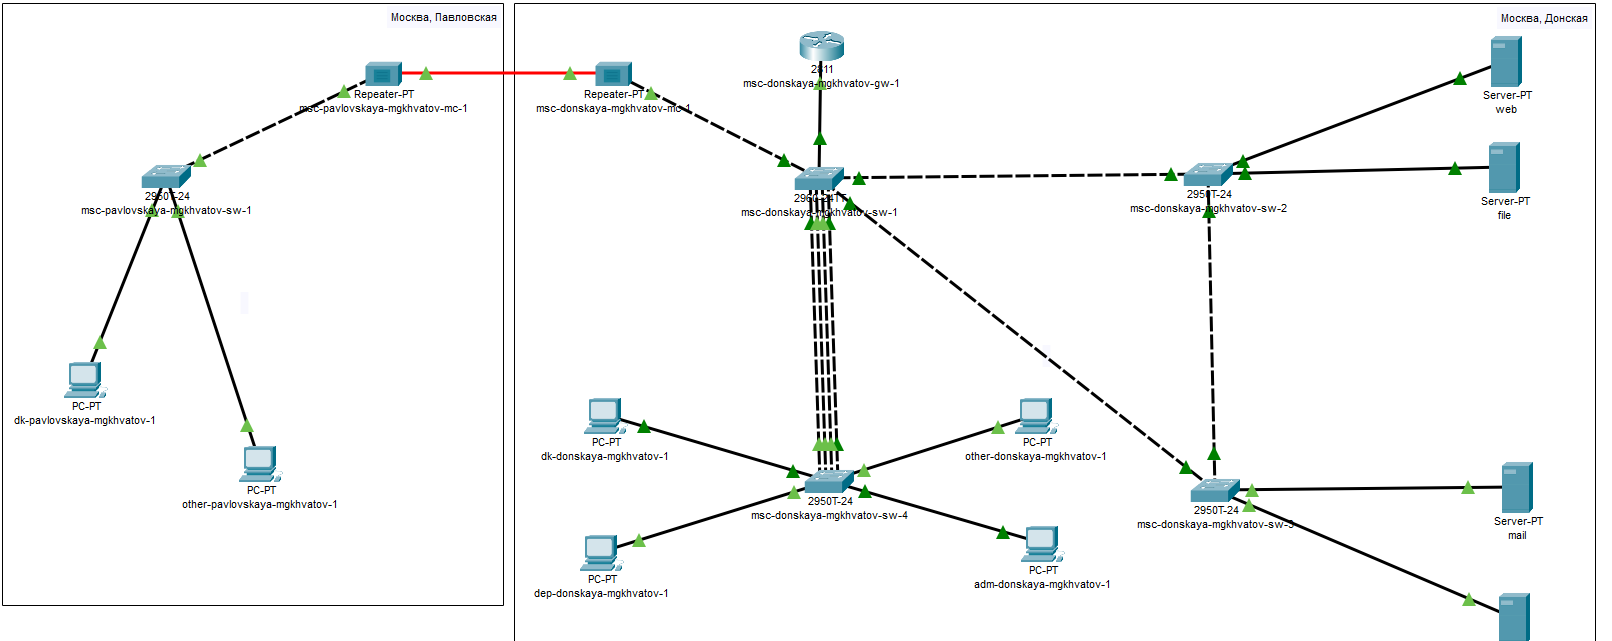 Москва, Павловская
Repeater-PT
msc-pavlovskaya-mgkhvatov-mc-1
2950T-24
msc-pavlovskaya-mgkhvatov-sw-1
PC-PT
dk-pavlovskaya-mgkhvatov-1
PC-PT
other-pavlovskaya-mgkhvatov-1
Москва, Донская
2811
msc-donskaya-mgkhvatov-gw-1
Repeater-PT
msc-donskaya-mgkhvatov-mc-1
2960-24TT
msc-donskaya-mgkhvatov-sw-1
2950T-24
msc-donskaya-mgkhvatov-sw-2
Server-PT
web
Server-PT
file
PC-PT
dk-donskaya-mgkhvatov-1
PC-PT
other-donskaya-mgkhvatov-1
2950T-24
msc-donskaya-mgkhvatov-sw-4
2950T-24
msc-donskaya-mgkhvatov-sw-3
Server-PT
mail
PC-PT
dep-donskaya-mgkhvatov-1
PC-PT
adm-donskaya-mgkhvatov-1